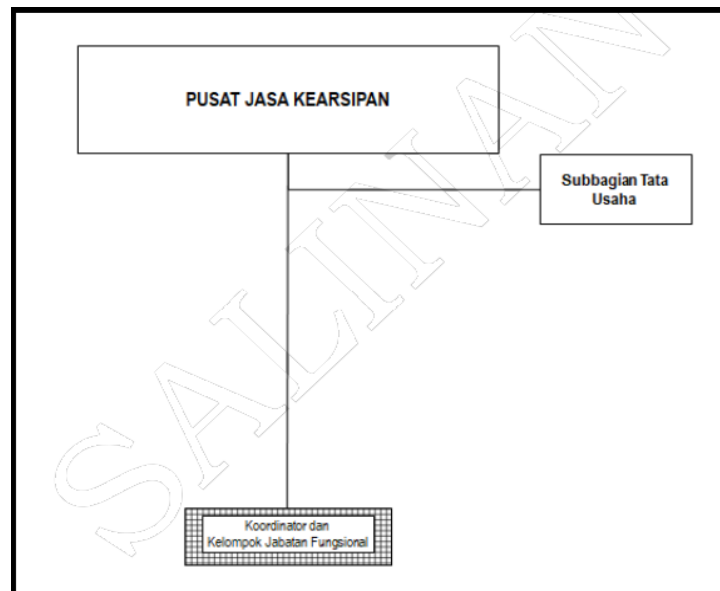 PUSAT JASA KEARSIPAN
Subbagian Tata
Usaha
SALINAN
Koordinator dan
Kelompok Jabatan Fungsional